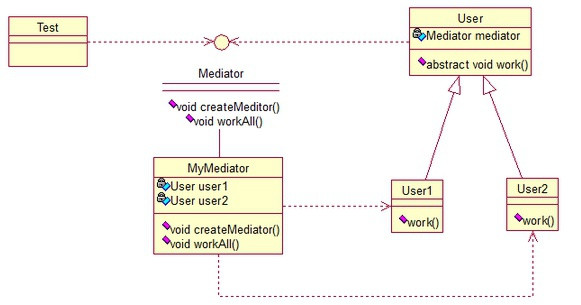 Test
User
Mediator mediator
abstract void work()
Mediator
void createMeditor()
void workAll()
MyMediator
User user1
User user2
void createMediator()
void workAll()
User1
work()
User2
work()